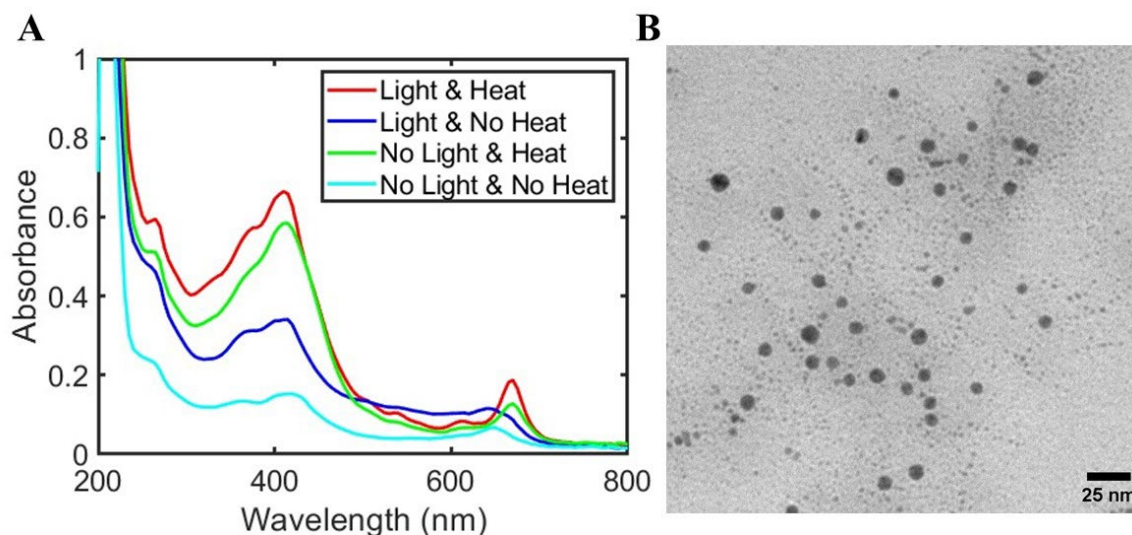 A
B
1
0.8
0.6
0.4
0.2
0
Absorbance
200
400
600
800
Wavelength (nm)
Light & Heat
Light & No Heat
No Light & Heat
No Light & No Heat
25 nm